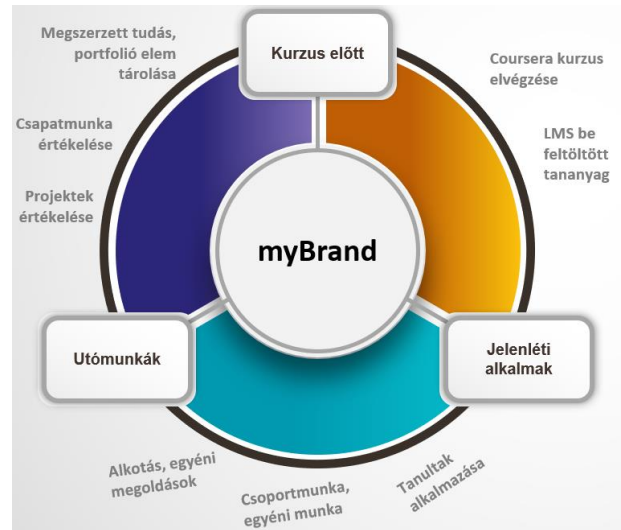 Megszerzett tudás,
portfolió elem
tárolása
Kurzus előtt
Coursera kurzus
elvégzése
Csapatmunka
értékelése
LMS be
feltöltött
tananyag
Projektek
értékelése
myBrand
Utómunkák
Jelenléti
alkalmak
Alkotás, egyéni
megoldások
Csoportmunka,
egyéni munka
Tanultak
alkalmazása